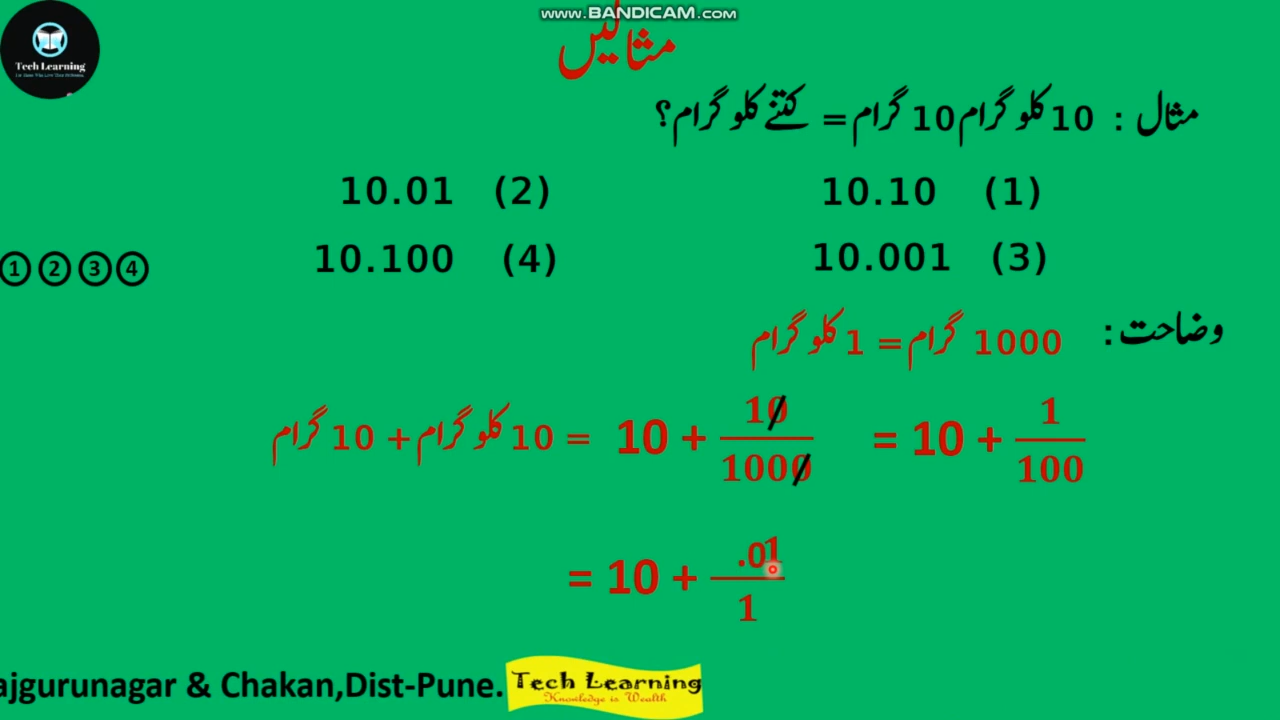 www.BANDICAM.com
Tech Learning
مثالیں
مثال : 10 کلو گرام 10 گرام = کتنے کلو گرام؟
(1) 10.10 (2) 10.01
(3) 10.001 (4) 10.100
① ② ③ ④
وضاحت : 1000 گرام = 1 کلو گرام
10 کلو گرام + 10 گرام = 10 + 10/1000 = 10 + 1/100
= 10 + .01/1
ajgurunagar & Chakan,Dist-Pune.
Tech Learning
Knowledge is Wealth